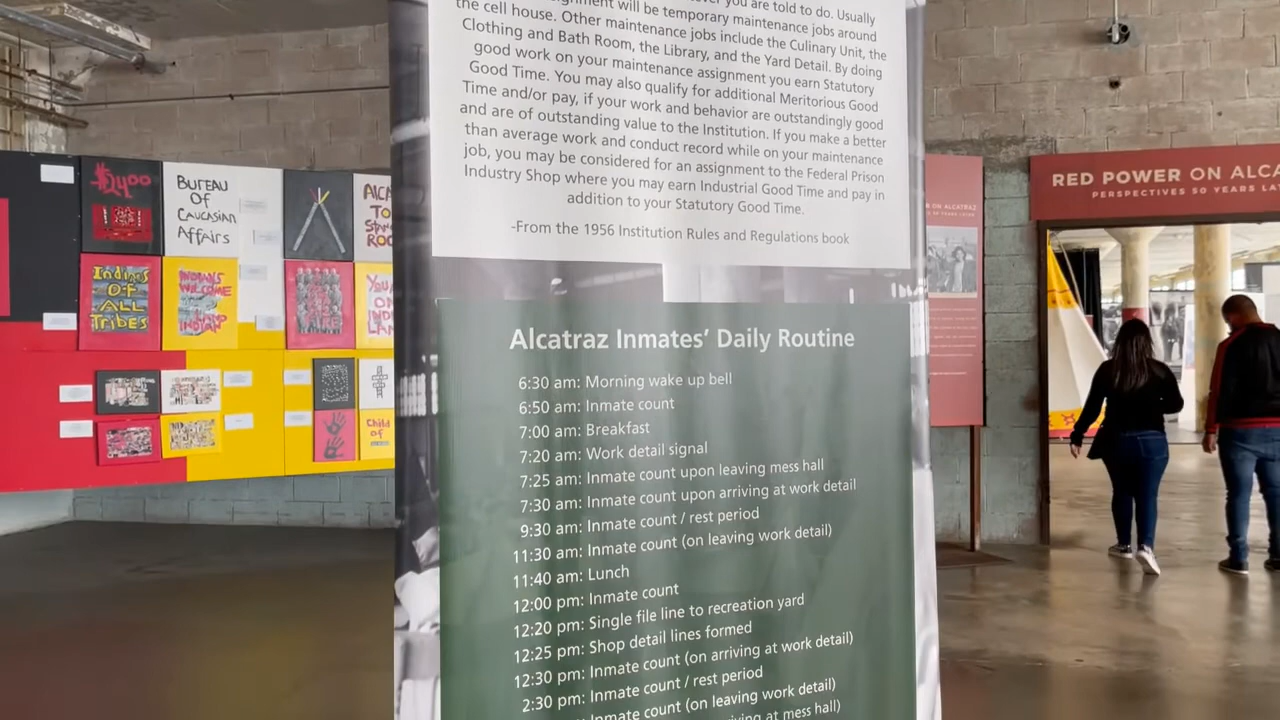 you are told to do. Usually
will be temporary maintenance jobs around
the cell house. Other maintenance jobs include the Culinary Unit, the
Clothing and Bath Room, the Library, and the Yard Detail. By doing
good work on your maintenance assignment you earn Statutory
Good Time. You may also qualify for additional Meritorious Good
Time and/or pay, if your work and behavior are outstandingly good
and are of outstanding value to the Institution. If you make a better
than average work and conduct record while on your maintenance
job, you may be considered for an assignment to the Federal Prison
Industry Shop where you may earn Industrial Good Time and pay in
addition to your Statutory Good Time.
-From the 1956 Institution Rules and Regulations book
Alcatraz Inmates' Daily Routine
6:30 am: Morning wake up bell
6:50 am: Inmate count
7:00 am: Breakfast
7:20 am: Work detail signal
7:25 am: Inmate count upon leaving mess hall
7:30 am: Inmate count upon arriving at work detail
9:30 am: Inmate count / rest period
11:30 am: Inmate count (on leaving work detail)
11:40 am: Lunch
12:00 pm: Inmate count
12:20 pm: Single file line to recreation yard
12:25 pm: Shop detail lines formed
12:30 pm: Inmate count (on arriving at work detail)
2:30 pm: Inmate count / rest period
Inmate count (on leaving work detail)
at mess hall)
$2400
BUREAU
OF
CAUCASIAN
Affairs
TO
Indians
OF
ALL
Tribes
INDIANS
WELCOME
INDIAN
LAND
YOU
ON
Child
of
RED POWER ON ALCA
PERSPECTIVES 50 YEARS LA
ON ALCATRAZ